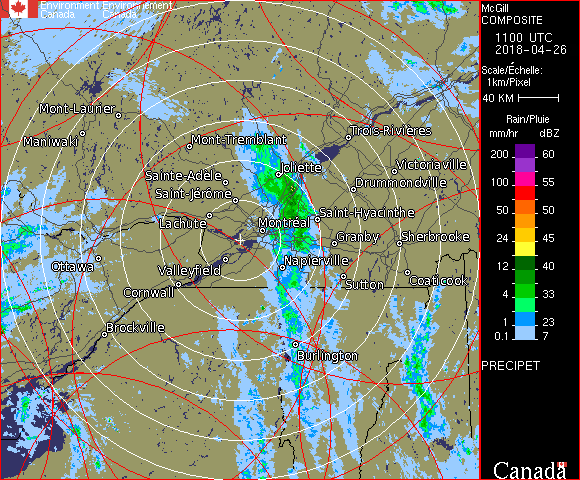 Environment Environnement
Canada Canada
McGill
COMPOSITE
1100 UTC
2018-04-26
Scale/Échelle:
1km/Pixel
40 KM
Rain/Pluie
mm/hr dBZ
200 60
100 55
50 50
24 45
12 40
4 33
1 23
0.1 7
PRECIPET
Canada
Mont-Laurier
Maniwaki
Mont-Tremblant
Trois-Rivières
Joliette
Victoriaville
Sainte-Adèle
Drummondville
Saint-Jérôme
Saint-Hyacinthe
Lachute
Montréal
Granby
Sherbrooke
Ottawa
Valleyfield
Napierville
Coaticook
Cornwall
Sutton
Brockville
Burlington